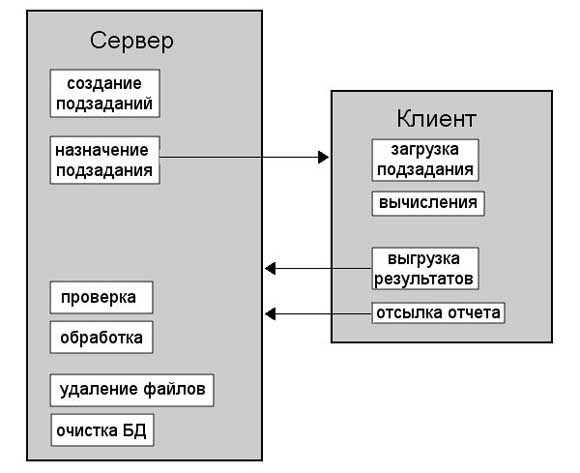 Сервер
создание
подзаданий
назначение
подзадания
проверка
обработка
удаление файлов
очистка БД
Клиент
загрузка
подзадания
вычисления
выгрузка
результатов
отсылка отчета